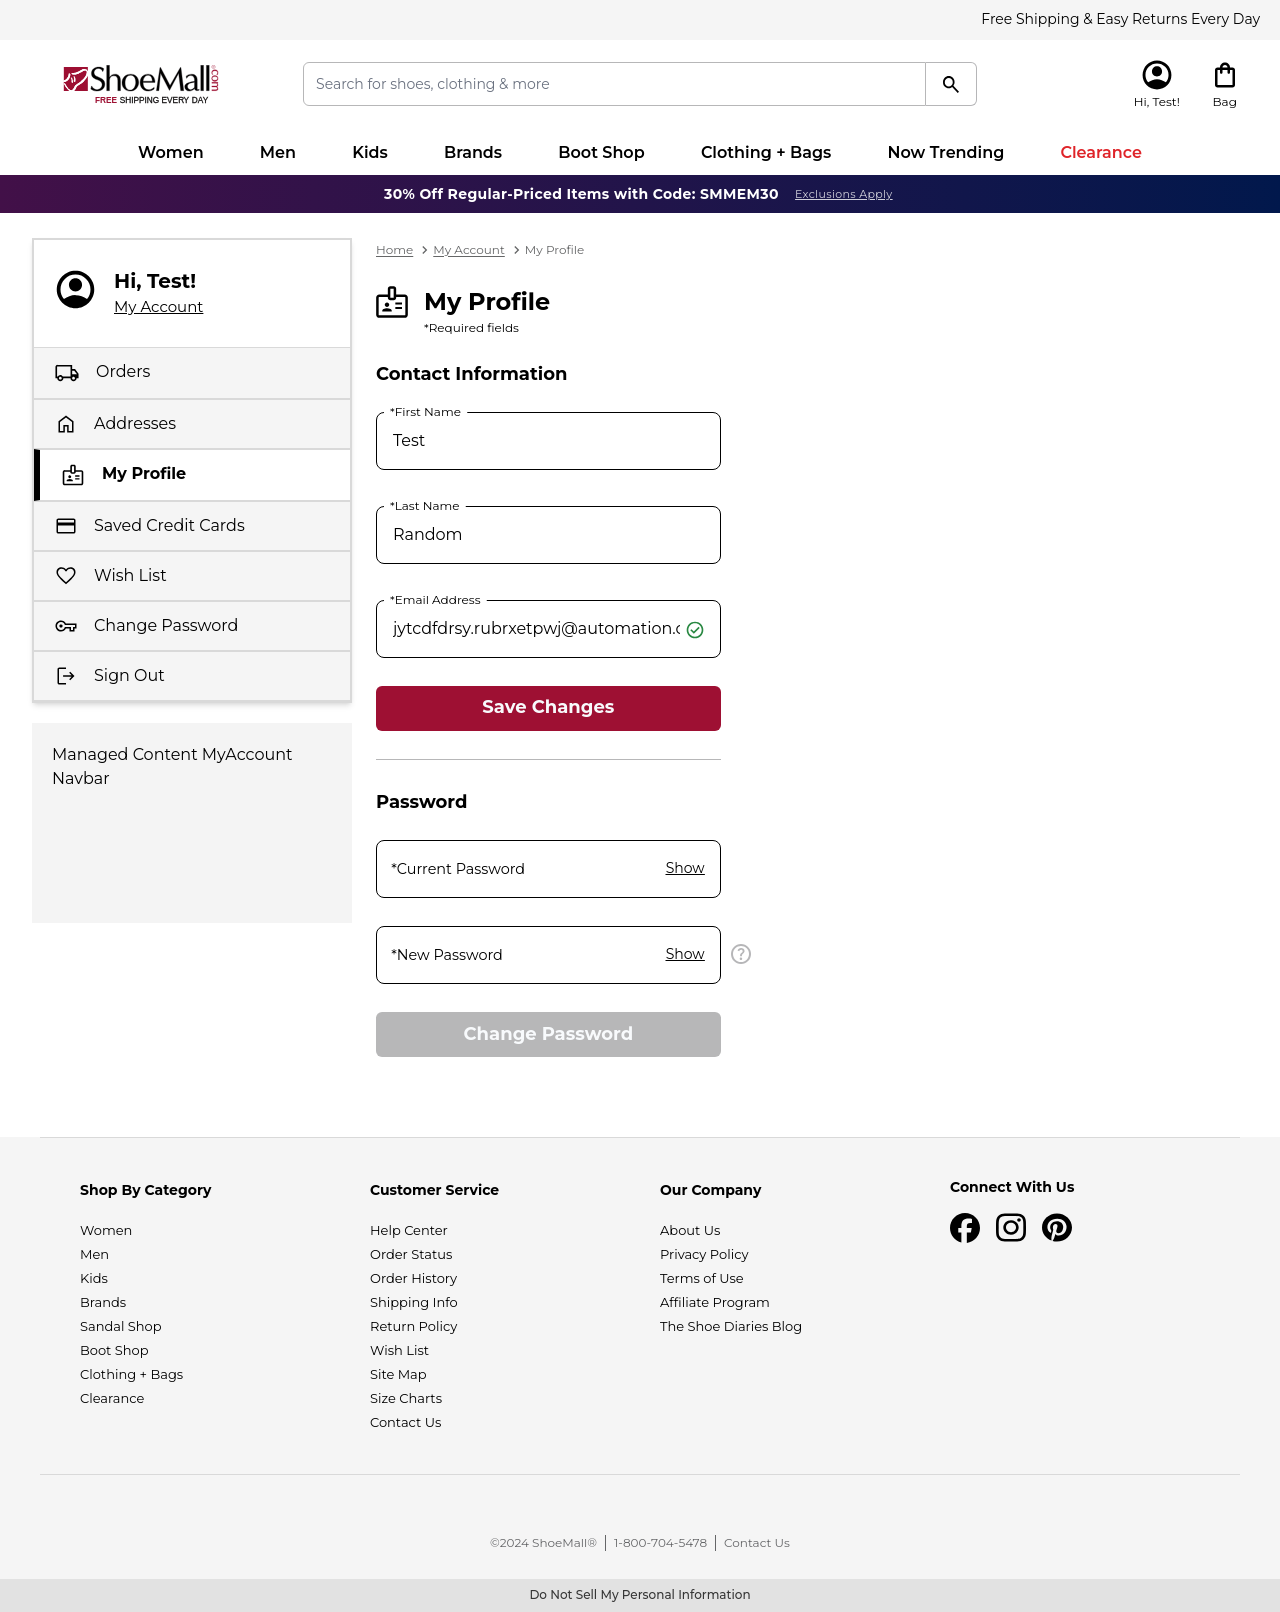 Free Shipping & Easy Returns Every Day
ShoeMall®.com
FREE SHIPPING EVERY DAY
Search for shoes, clothing & more
Hi, Test!
Bag
Women Men Kids Brands Boot Shop Clothing + Bags Now Trending Clearance
30% Off Regular-Priced Items with Code: SMMEM30 Exclusions Apply
Hi, Test!
My Account
Orders
Addresses
My Profile
Saved Credit Cards
Wish List
Change Password
Sign Out
Managed Content MyAccount
Navbar
Home My Account My Profile
My Profile
*Required fields
Contact Information
*First Name
Test
*Last Name
Random
*Email Address
jytcdfdrsy.rubrxetpwj@automation.c
Save Changes
Password
*Current Password Show
*New Password Show
?
Change Password
Shop By Category
Women
Men
Kids
Brands
Sandal Shop
Boot Shop
Clothing + Bags
Clearance
Customer Service
Help Center
Order Status
Order History
Shipping Info
Return Policy
Wish List
Site Map
Size Charts
Contact Us
Our Company
About Us
Privacy Policy
Terms of Use
Affiliate Program
The Shoe Diaries Blog
Connect With Us
©2024 ShoeMall® 1-800-704-5478 Contact Us
Do Not Sell My Personal Information